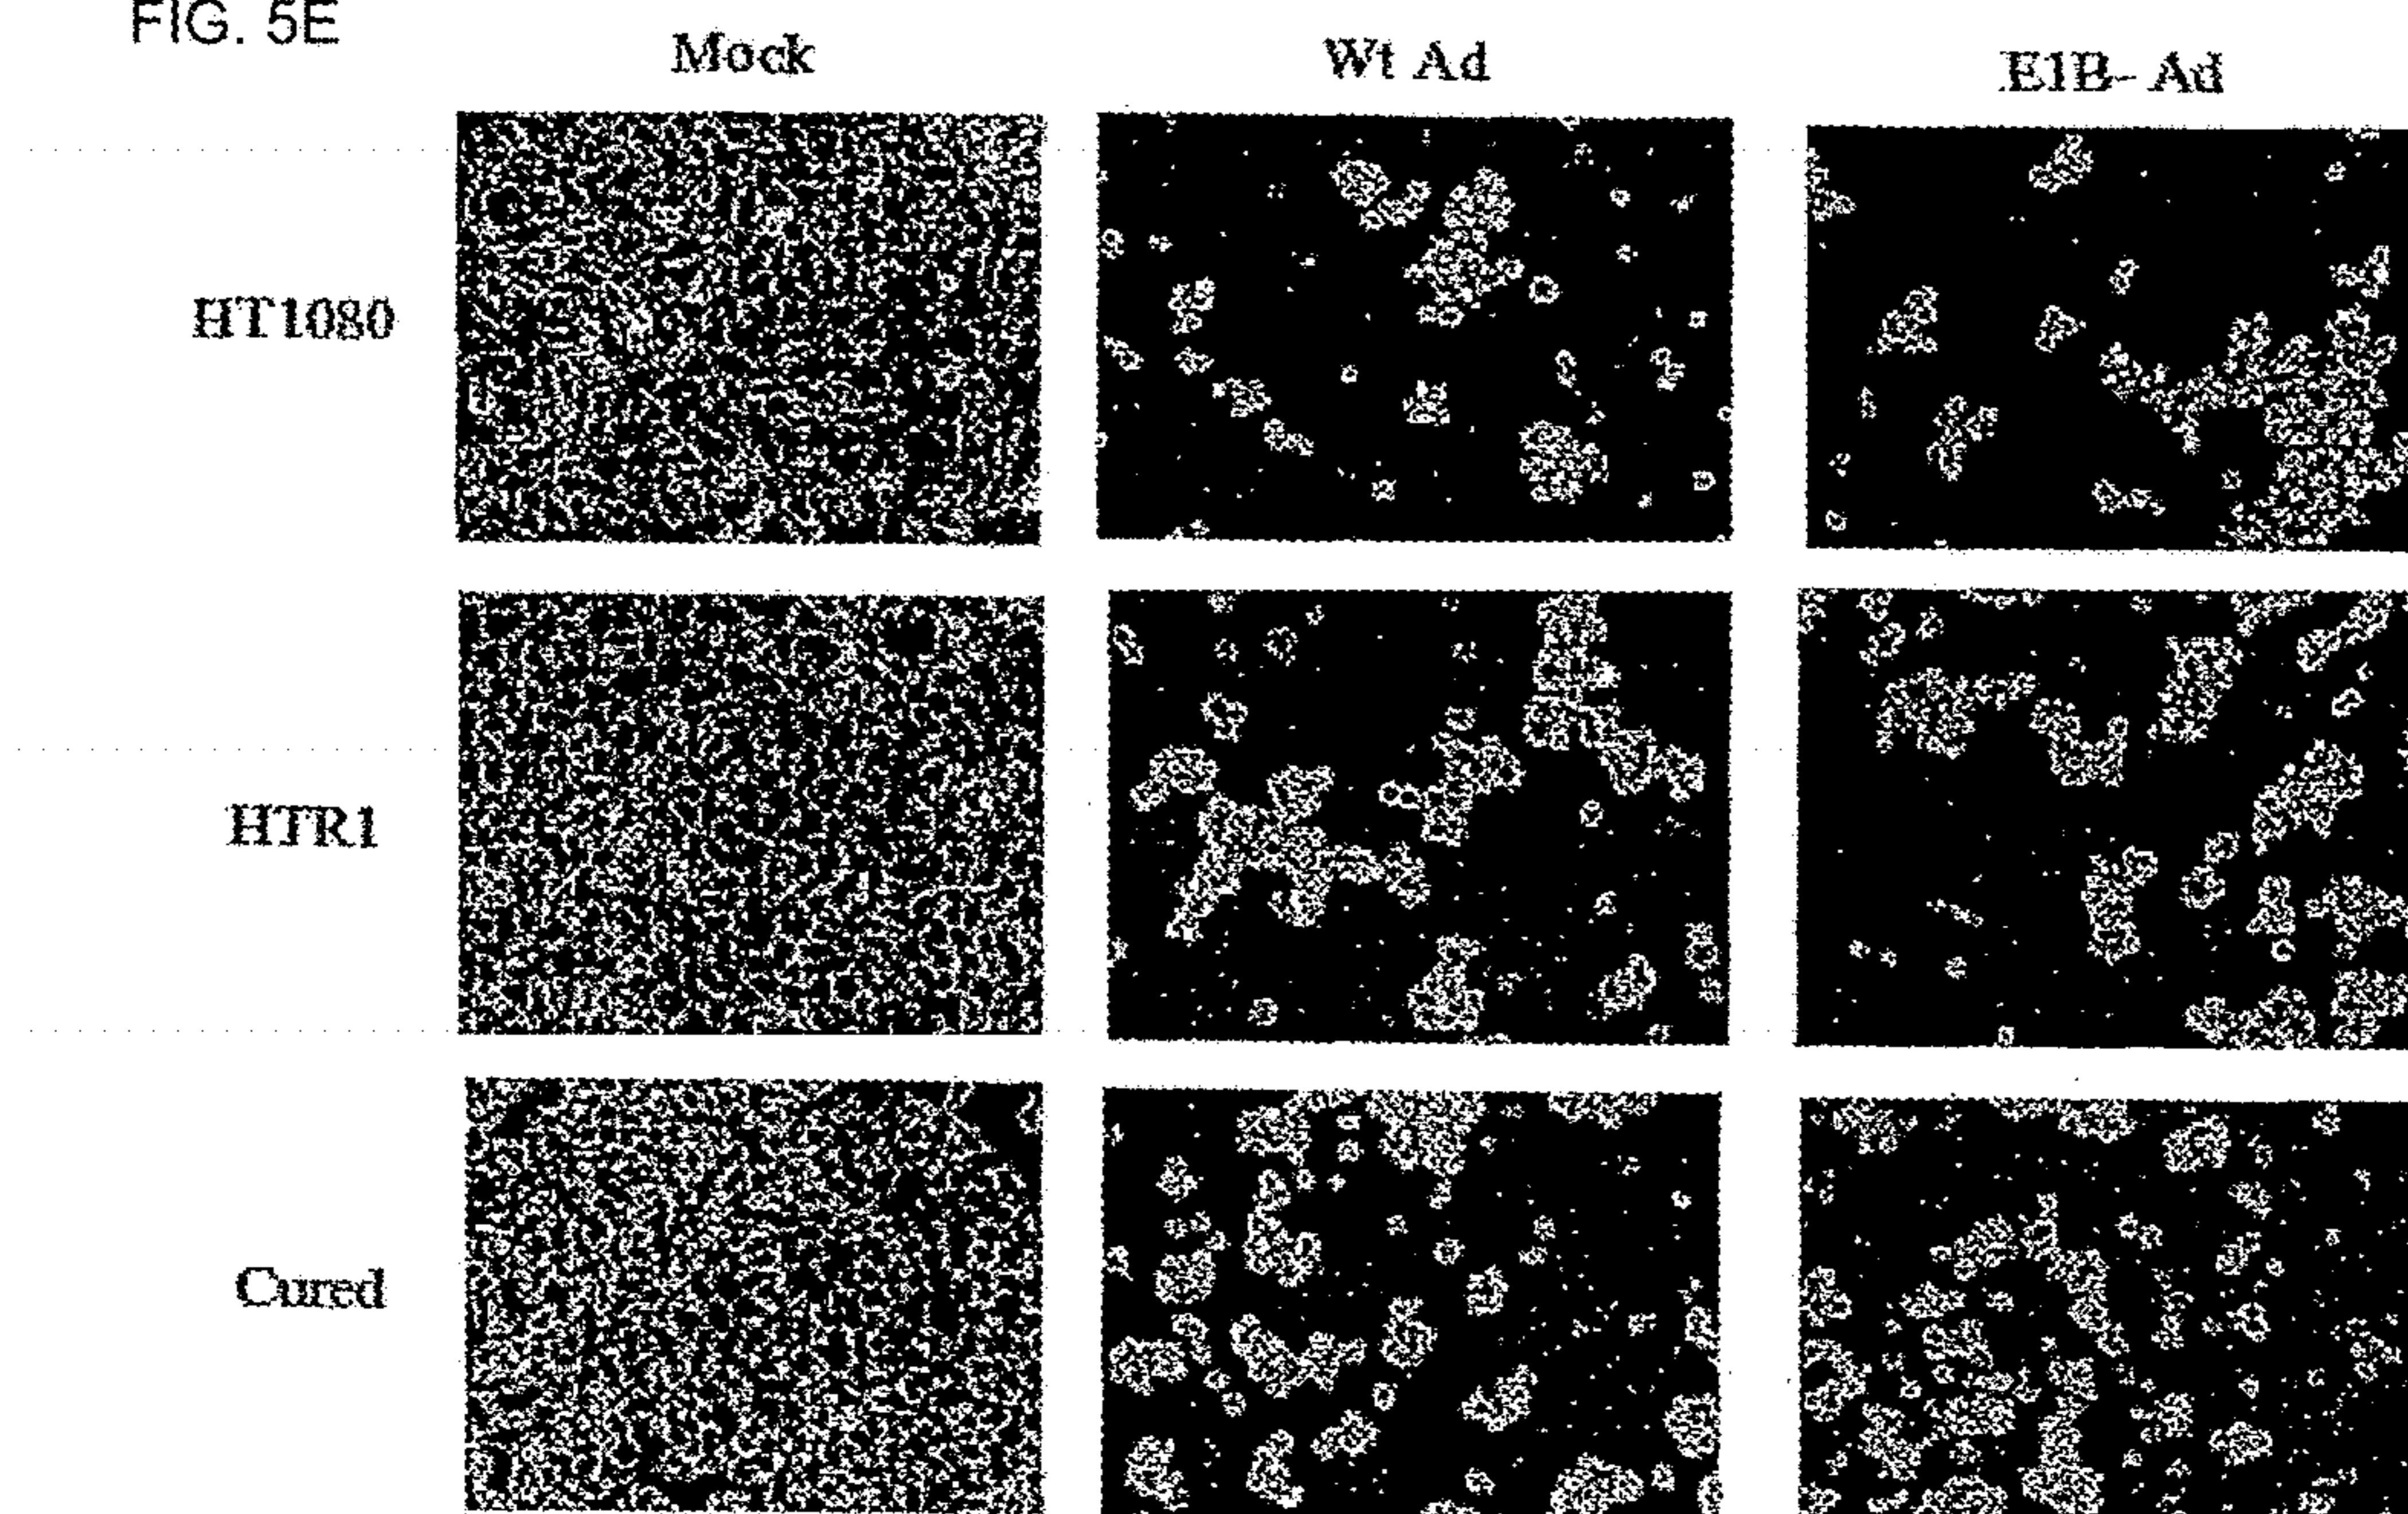 FIG. 5E
Mock Wt Ad E1B- Ad
HT1080
HTR1
Cured